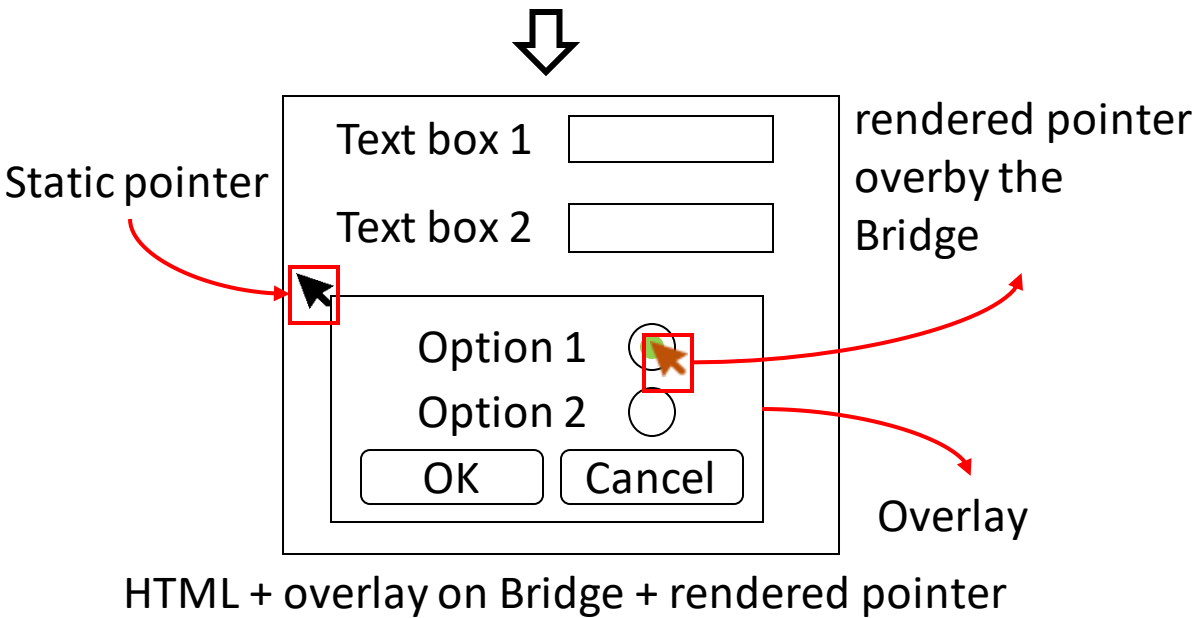 Text box 1
rendered pointer
overby the
Bridge
Static pointer
Text box 2
Option 1
Option 2
OK
Cancel
Overlay
HTML + overlay on Bridge + rendered pointer